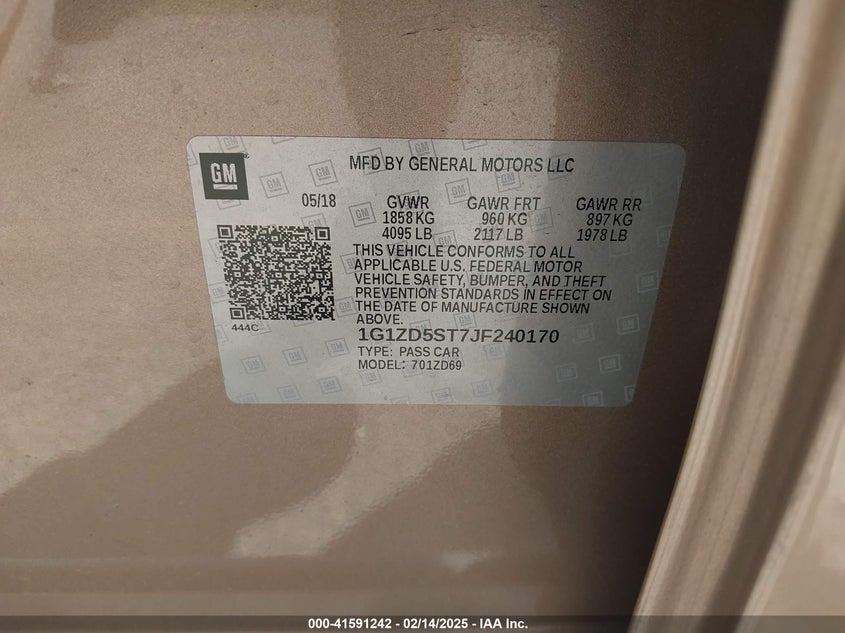 GM
MFD BY GENERAL MOTORS LLC
05/18 GVWR GAWR FRT GAWR RR
1858 KG 960 KG 897 KG
4095 LB 2117 LB 1978 LB
THIS VEHICLE CONFORMS TO ALL
APPLICABLE U.S. FEDERAL MOTOR
VEHICLE SAFETY, BUMPER, AND THEFT
PREVENTION STANDARDS IN EFFECT ON
THE DATE OF MANUFACTURE SHOWN
ABOVE.
444C
1G1ZD5ST7JF240170
TYPE: PASS CAR
MODEL: 701ZD69
000-41591242 - 02/14/2025 - IAA Inc.